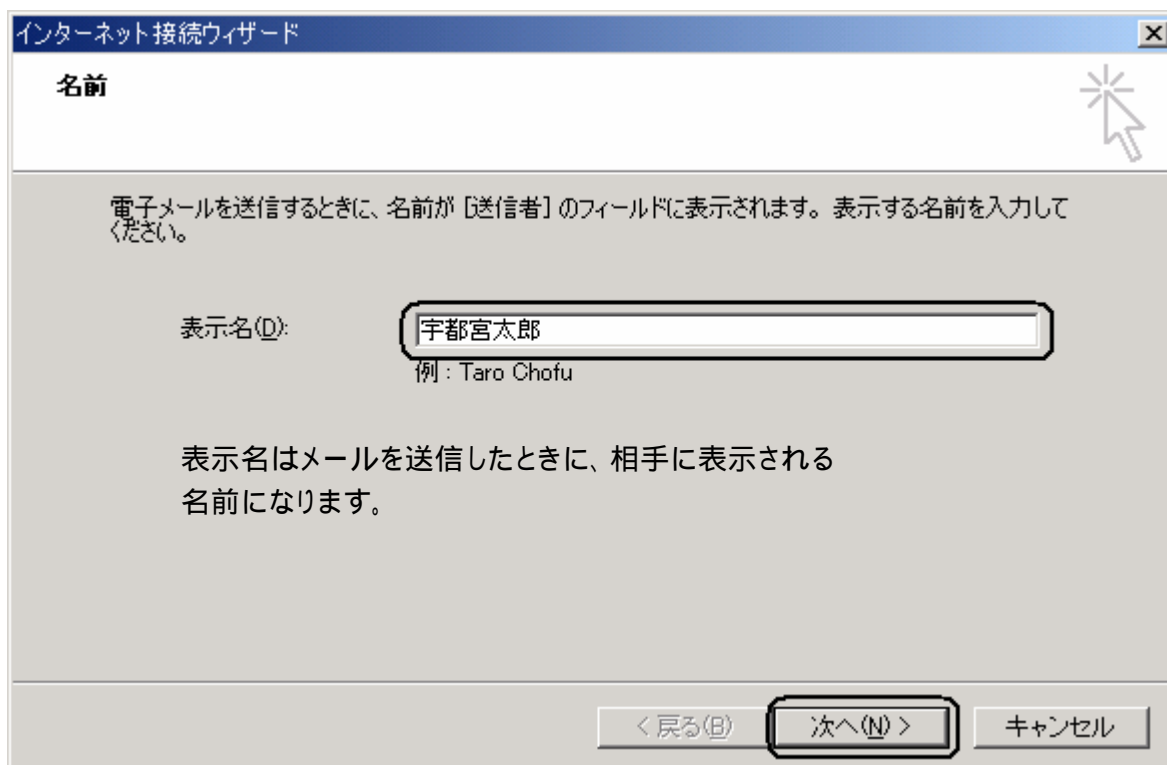 インターネット接続ウィザード
名前
電子メールを送信するときに、名前が [送信者] のフィールドに表示されます。表示する名前を入力して
ください。
表示名(D):
宇都宮太郎
例 : Taro Chofu
表示名はメールを送信したときに、相手に表示される
名前になります。
< 戻る(B)
次へ(N) >
キャンセル